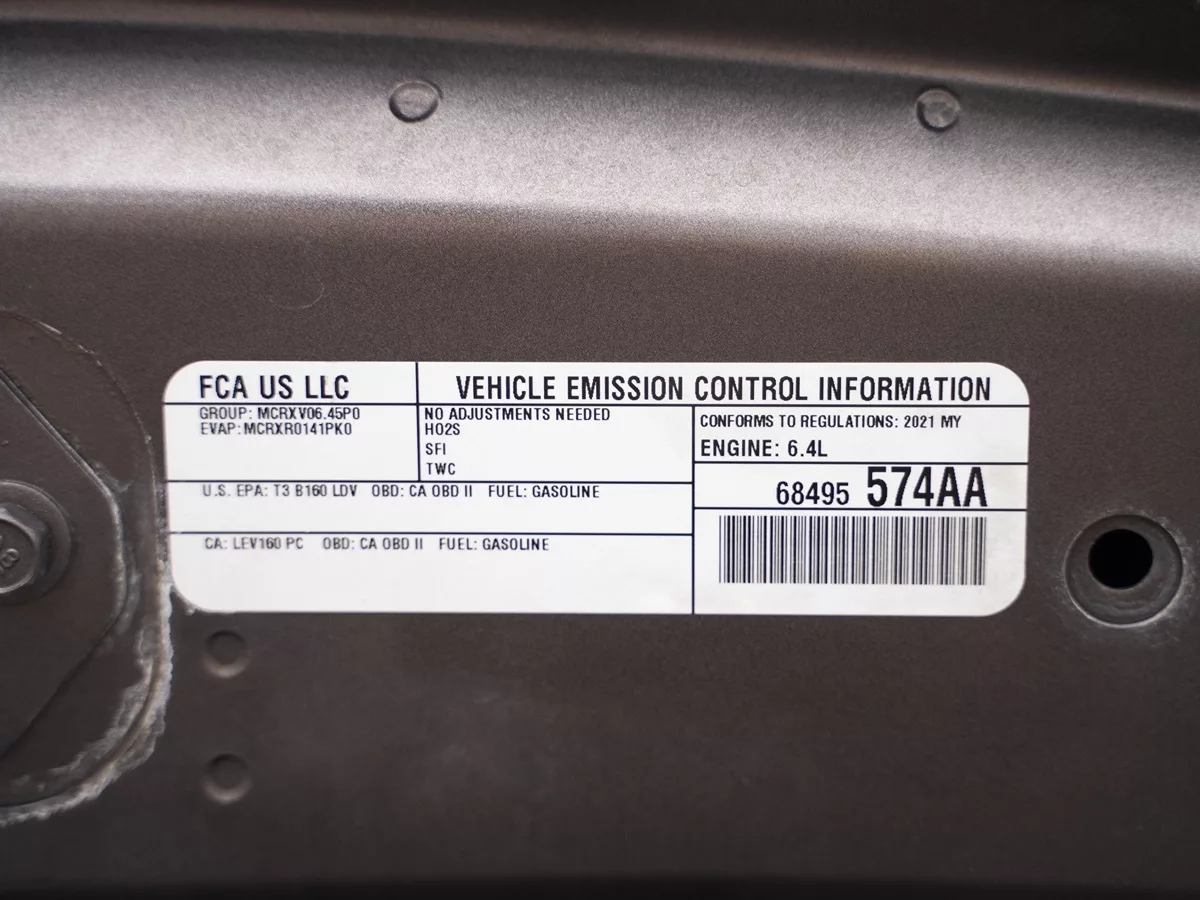 FCA US LLC
VEHICLE EMISSION CONTROL INFORMATION
GROUP: MCRXV06.45P0
EVAP: MCRXR0141PK0
NO ADJUSTMENTS NEEDED
HO2S
SFI
TWC
CONFORMS TO REGULATIONS: 2021 MY
ENGINE: 6.4L
68495 574AA
U.S. EPA: T3 B160 LDV OBD: CA OBD II FUEL: GASOLINE
CA: LEV160 PC OBD: CA OBD II FUEL: GASOLINE